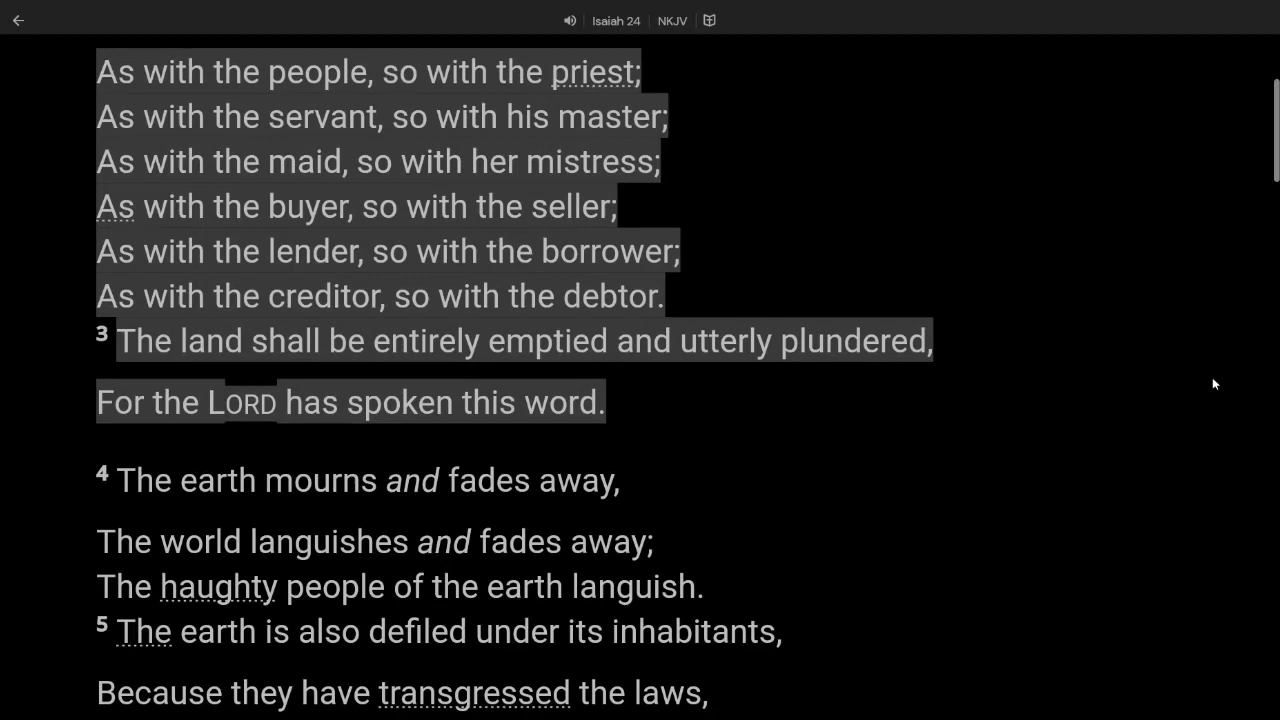 Isaiah 24 NKJV
As with the people, so with the priest;
As with the servant, so with his master;
As with the maid, so with her mistress;
As with the buyer, so with the seller;
As with the lender, so with the borrower;
As with the creditor, so with the debtor.
3 The land shall be entirely emptied and utterly plundered,
For the LORD has spoken this word.
4 The earth mourns and fades away,
The world languishes and fades away;
The haughty people of the earth languish.
5 The earth is also defiled under its inhabitants,
Because they have transgressed the laws,